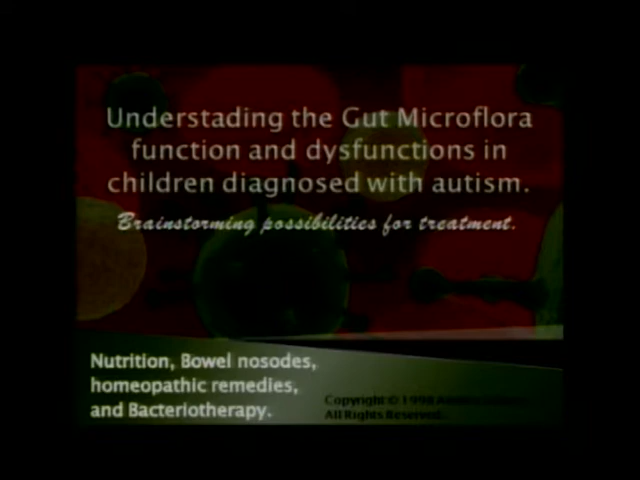 Understading the Gut Microflora
function and dysfunctions in
children diagnosed with autism.
Brainstorming possibilities for treatment.
Nutrition, Bowel nosodes,
homeopathic remedies,
and Bacteriotherapy.
Copyright © 1998
All Rights Reserved.